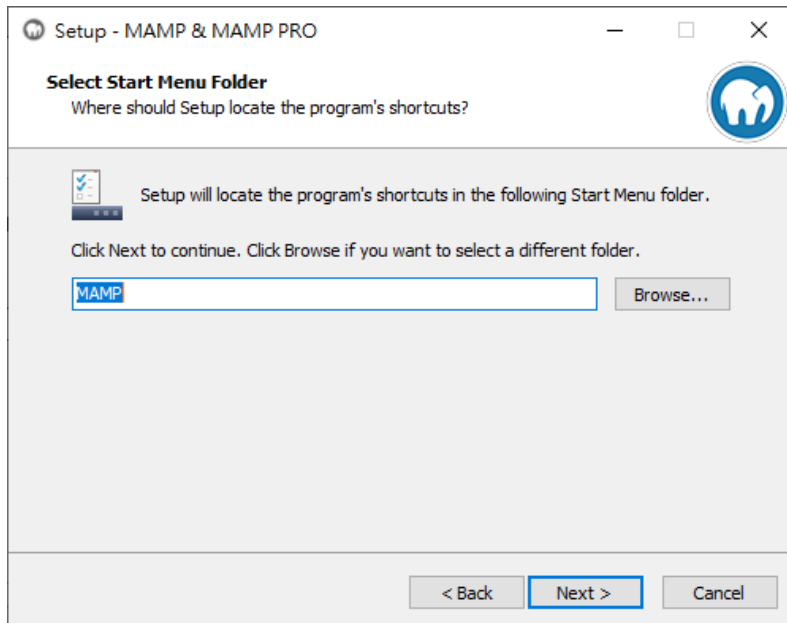 Setup - MAMP & MAMP PRO
Select Start Menu Folder
Where should Setup locate the program's shortcuts?
Setup will locate the program's shortcuts in the following Start Menu folder.
Click Next to continue. Click Browse if you want to select a different folder.
MAMP
Browse...
< Back
Next >
Cancel